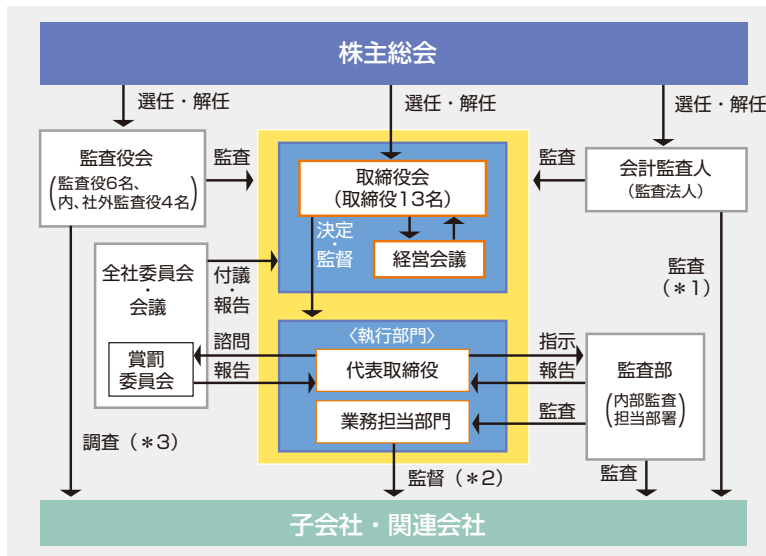 株主総会
選任・解任
選任・解任
選任・解任
監査役会
(監査役6名、
内、社外監査役4名)
監査
取締役会
(取締役13名)
監査
会計監査人
(監査法人)
決定
・
監督
経営会議
全社委員会
・
会議
付議
・
報告
監査
(＊1)
〈執行部門〉
諮問
報告
賞罰
委員会
代表取締役
指示
報告
監査部
(内部監査
担当部署)
業務担当部門
監査
調査（＊3）
監督（＊2）
監査
子会社・関連会社